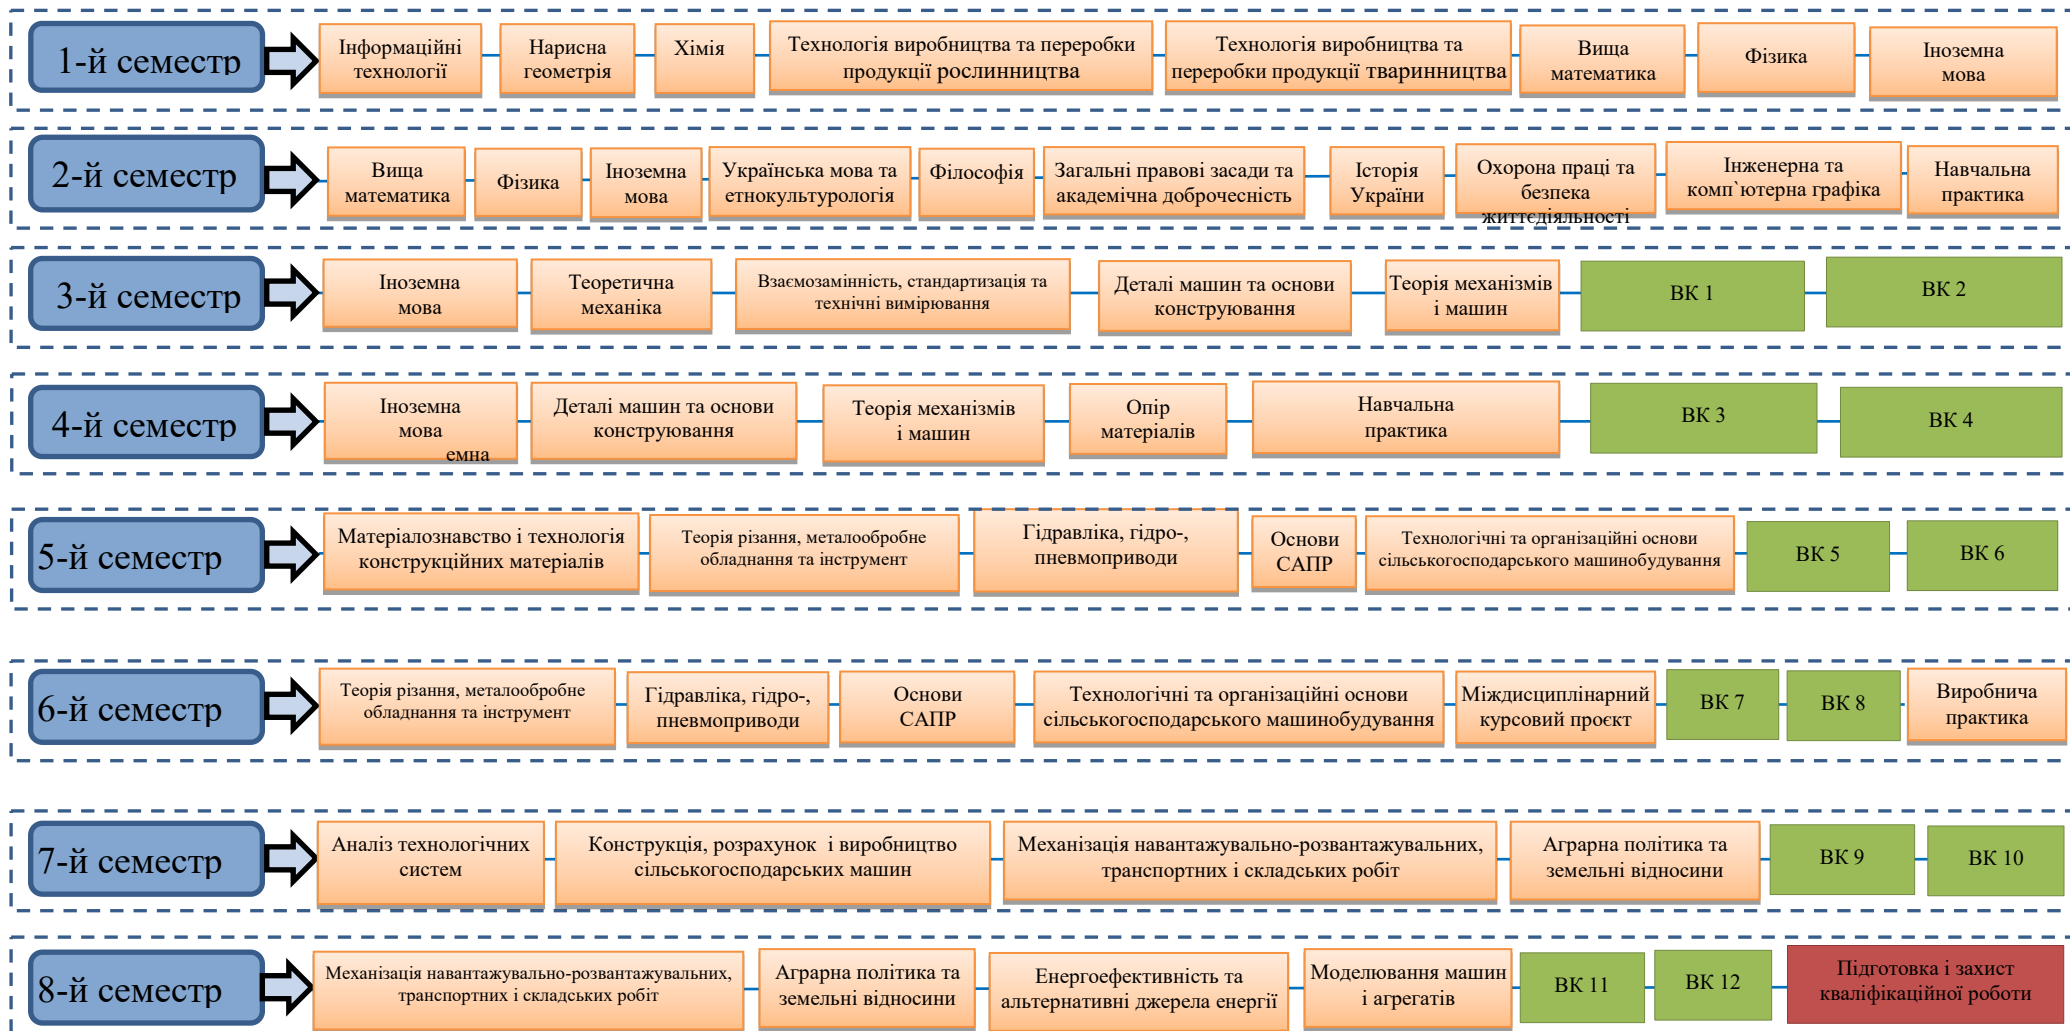 1-й семестр
Інформаційні
технології
Нарисна
геометрія
Хімія
Технологія виробництва та переробки
продукції рослинництва
Технологія виробництва та
переробки продукції тваринництва
Вища
математика
Фізика
Іноземна
мова
2-й семестр
Вища
математика
Фізика
Іноземна
мова
Українська мова та
етнокультурологія
Філософія
Загальні правові засади та
академічна доброчесність
Історія
України
Охорона праці та
безпека
життєдіяльності
Інженерна та
комп`ютерна графіка
Навчальна
практика
3-й семестр
Іноземна
мова
Теоретична
механіка
Взаємозамінність, стандартизація та
технічні вимірювання
Деталі машин та основи
конструювання
Теорія механізмів
і машин
ВК 1
ВК 2
4-й семестр
Іноземна
мова
емна
Деталі машин та основи
конструювання
Теорія механізмів
і машин
Опір
матеріалів
Навчальна
практика
ВК 3
ВК 4
5-й семестр
Матеріалознавство і технологія
конструкційних матеріалів
Теорія різання, металообробне
обладнання та інструмент
Гідравліка, гідро-,
пневмоприводи
Основи
САПР
Технологічні та організаційні основи
сільськогосподарського машинобудування
ВК 5
ВК 6
6-й семестр
Теорія різання, металообробне
обладнання та інструмент
Гідравліка, гідро-,
пневмоприводи
Основи
САПР
Технологічні та організаційні основи
сільськогосподарського машинобудування
Міждисциплінарний
курсовий проєкт
ВК 7
ВК 8
Виробнича
практика
7-й семестр
Аналіз технологічних
систем
Конструкція, розрахунок і виробництво
сільськогосподарських машин
Механізація навантажувально-розвантажувальних,
транспортних і складських робіт
Аграрна політика та
земельні відносини
ВК 9
ВК 10
8-й семестр
Механізація навантажувально-розвантажувальних,
транспортних і складських робіт
Аграрна політика та
земельні відносини
Енергоефективність та
альтернативні джерела енергії
Моделювання машин
і агрегатів
ВК 11
ВК 12
Підготовка і захист
кваліфікаційної роботи